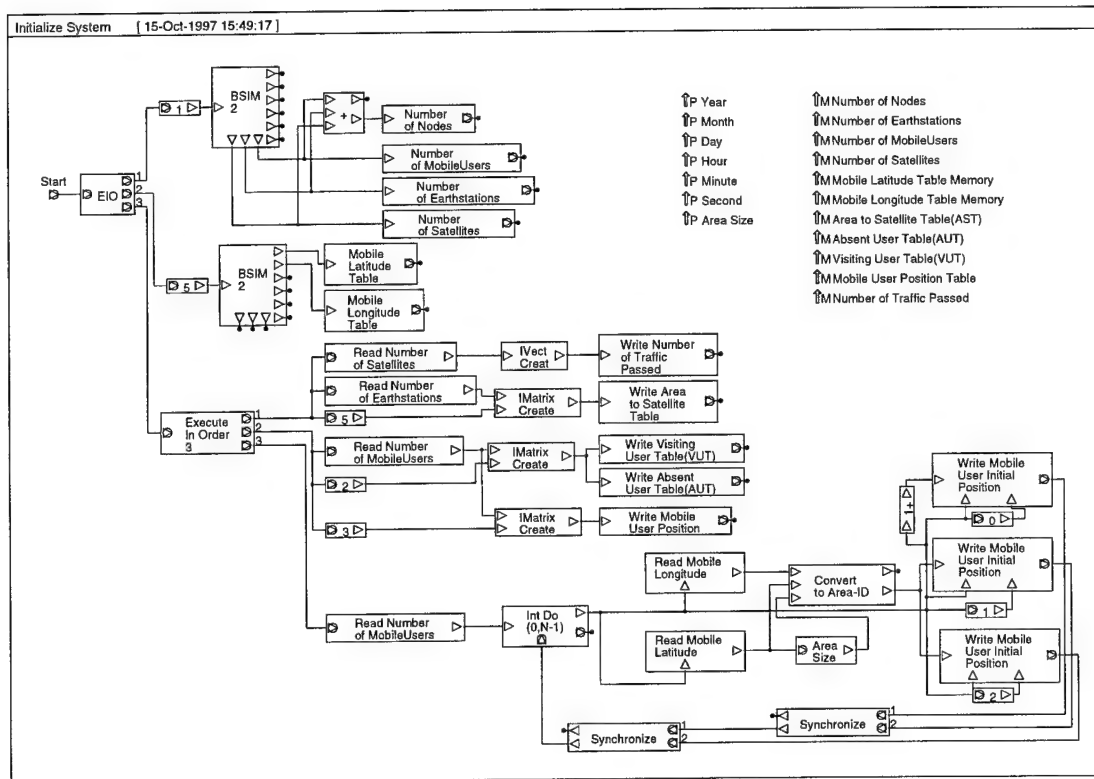 Initialize System [ 15-Oct-1997 15:49:17 ]
Start
EIO
1
2
3
1
BSIM
2
+
Number
of Nodes
Number
of MobileUsers
Number
of Earthstations
Number
of Satellites
⇑P Year
⇑P Month
⇑P Day
⇑P Hour
⇑P Minute
⇑P Second
⇑P Area Size
⇑M Number of Nodes
⇑M Number of Earthstations
⇑M Number of MobileUsers
⇑M Number of Satellites
⇑M Mobile Latitude Table Memory
⇑M Mobile Longitude Table Memory
⇑M Area to Satellite Table(AST)
⇑M Absent User Table(AUT)
⇑M Visiting User Table(VUT)
⇑M Mobile User Position Table
⇑M Number of Traffic Passed
5
BSIM
2
Mobile
Latitude
Table
Mobile
Longitude
Table
Execute
In Order
3
1
2
3
Read Number
of Satellites
IVect
Creat
Write Number
of Traffic
Passed
Read Number
of Earthstations
5
IMatrix
Create
Write Area
to Satellite
Table
Read Number
of MobileUsers
2
IMatrix
Create
Write Visiting
User Table(VUT)
Write Absent
User Table(AUT)
3
IMatrix
Create
Write Mobile
User Position
Read Number
of MobileUsers
Int Do
(0,N-1)
Read Mobile
Longitude
Read Mobile
Latitude
Convert
to Area-ID
Area
Size
1+
Write Mobile
User Initial
Position
0
Write Mobile
User Initial
Position
1
Write Mobile
User Initial
Position
2
Synchronize
1
2
Synchronize
1
2